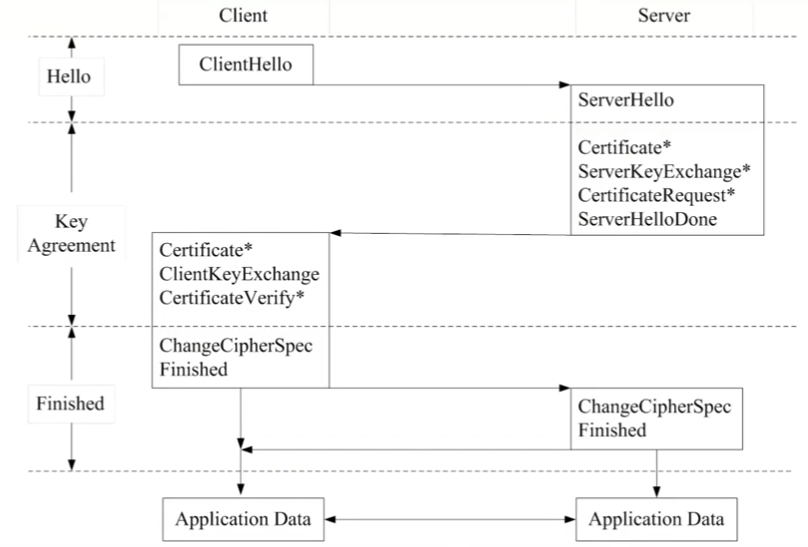 Client
Server
Hello
ClientHello
ServerHello
Certificate*
ServerKeyExchange*
CertificateRequest*
ServerHelloDone
Key
Agreement
Certificate*
ClientKeyExchange
CertificateVerify*
ChangeCipherSpec
Finished
Finished
ChangeCipherSpec
Finished
Application Data
Application Data